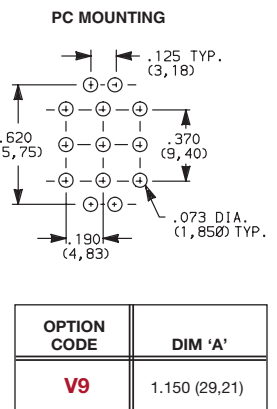 PC MOUNTING
.125 TYP.
(3,18)
.620
5,75)
.370
(9,40)
.190
(4,83)
.073 DIA.
(1,850) TYP.
OPTION CODE
DIM ‘A’
V9
1.150 (29,21)